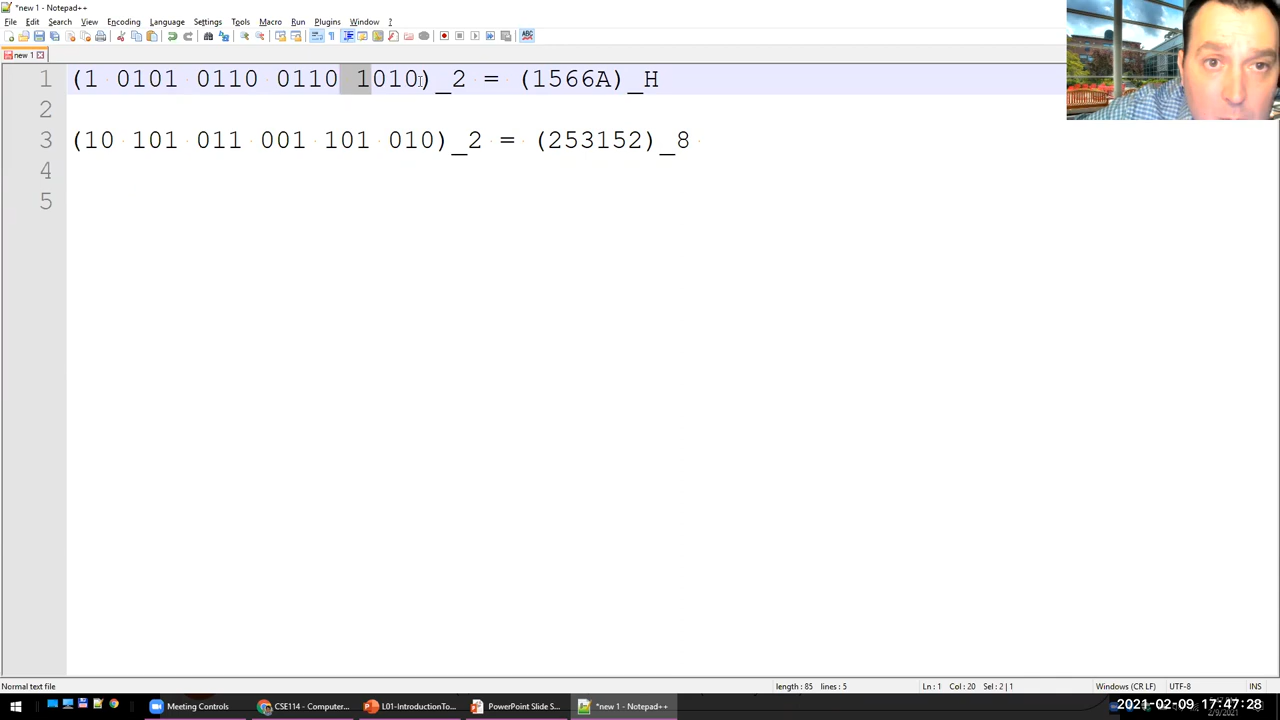 *new 1 - Notepad++
File Edit Search View Encoding Language Settings Tools Macro Run Plugins Window ?
new 1
1 (1 0101 0110 0110 1010)_2 = (1566A)_H
2
3 (10 101 011 001 101 010)_2 = (253152)_8
4
5
Normal text file length: 85 lines: 5 Ln: 1 Col: 20 Sel: 2 | 1 Windows (CR LF) UTF-8 INS
Meeting Controls CSE114 - Computer... L01-IntroductionTo... PowerPoint Slide S... *new 1 - Notepad++
2021-02-09 17:47:28
2/9/2021